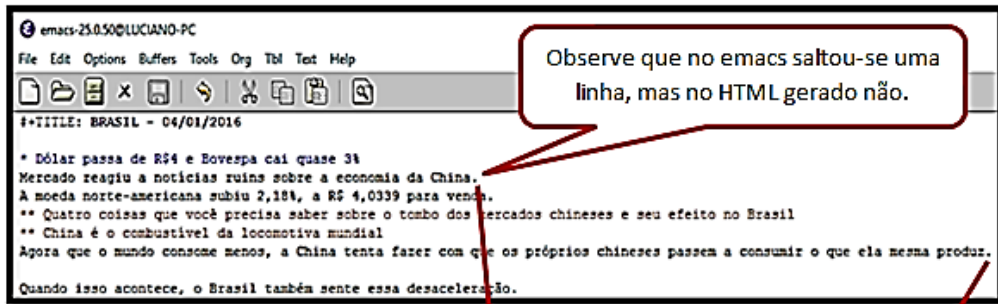 emacs-25.0.50@LUCIANO-PC
File Edit Options Buffers Tools Org Tbl Text Help
Observe que no emacs saltou-se uma
linha, mas no HTML gerado não.
#+TITLE: BRASIL - 04/01/2016
* Dólar passa de R$4 e Bovespa cai quase 3%
Mercado reagiu a notícias ruins sobre a economia da China.
A moeda norte-americana subiu 2,18%, a R$ 4,0339 para venda.
** Quatro coisas que você precisa saber sobre o tombo dos mercados chineses e seu efeito no Brasil
** China é o combustível da locomotiva mundial
Agora que o mundo consome menos, a China tenta fazer com que os próprios chineses passem a consumir o que ela mesma produz.
Quando isso acontece, o Brasil também sente essa desaceleração.